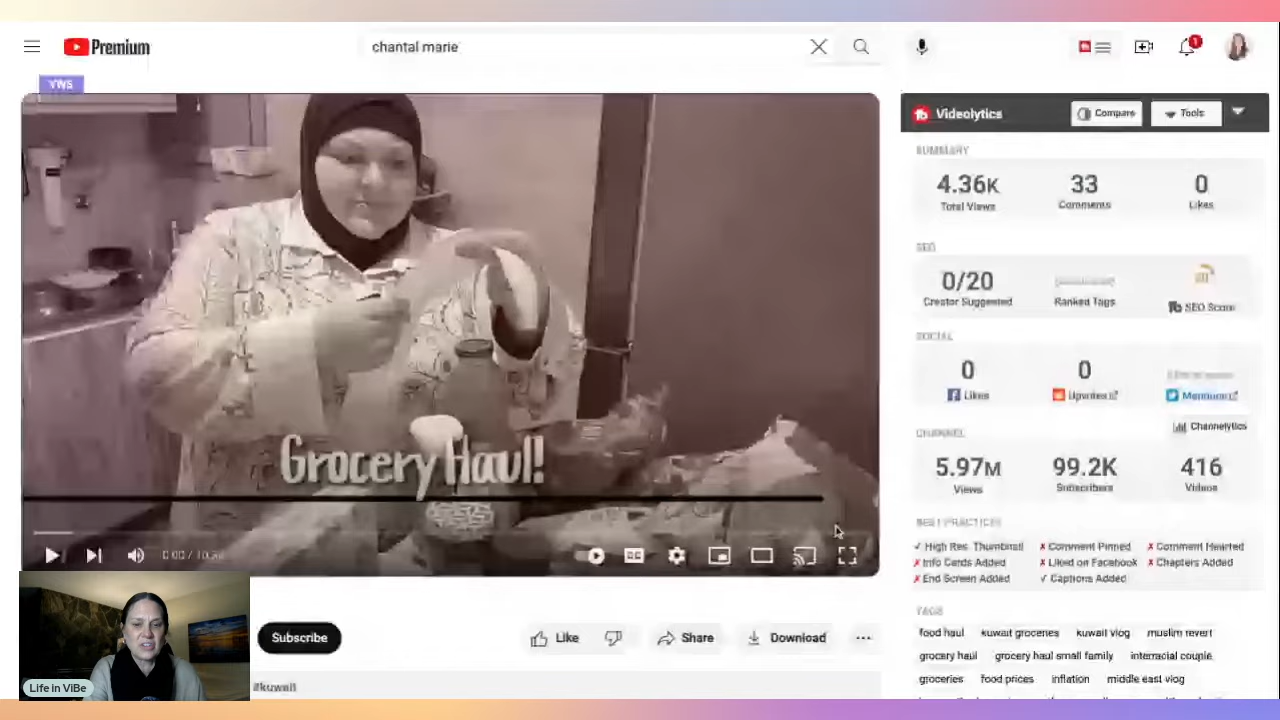 Premium
chantal marie
1
VWS
Videolytics
Compare
Tools
SUMMARY
4.36K
33
0
Total Views
Comments
Likes
SEO
0/20
Creator Suggested
Ranked Tags
tb SEO Score
SOCIAL
0
0
Likes
Upvotes
Mentions
CHANNEL
Channelytics
5.97M
99.2K
416
Views
Subscribers
Videos
BEST PRACTICES
✓ High Res. Thumbnail
✗ Comment Pinned
✗ Comment Hearted
✗ Info Cards Added
✗ Liked on Facebook
✗ Chapters Added
✗ End Screen Added
✓ Captions Added
TAGS
food haul
kuwait groceries
kuwait vlog
muslim revert
grocery haul
grocery haul small family
interracial couple
groceries
food prices
inflation
middle east vlog
Grocery Haul!
0:00
CC
Subscribe
Like
Share
Download
#kuwait
Life in ViBe